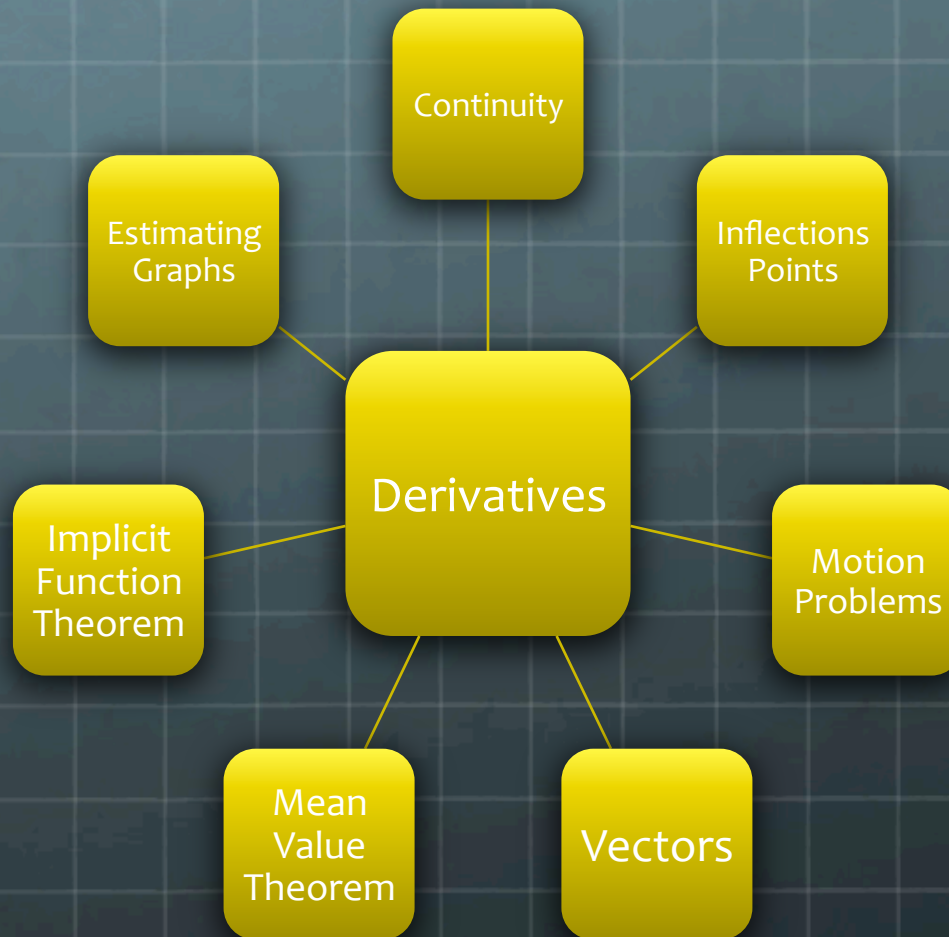 Continuity
Estimating
Graphs
Inflections
Points
Derivatives
Implicit
Function
Theorem
Motion
Problems
Mean
Value
Theorem
Vectors